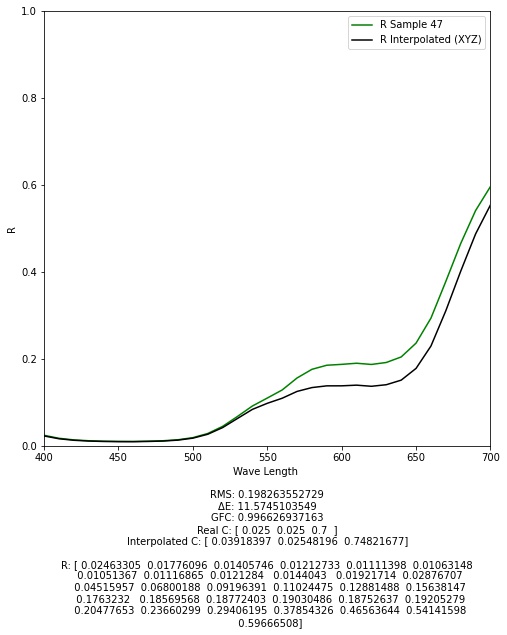 1.0
0.8
0.6
0.4
0.2
0.0
R
R Sample 47
R Interpolated (XYZ)
400 450 500 550 600 650 700
Wave Length
RMS: 0.198263552729
ΔE: 11.5745103549
GFC: 0.996626937163
Real C: [ 0.025 0.025 0.7 ]
Interpolated C: [ 0.03918397 0.02548196 0.74821677]
R: [ 0.02463305 0.01776096 0.01405746 0.01212733 0.01111398 0.01063148
0.01051367 0.01116865 0.0121284 0.0144043 0.01921714 0.02876707
0.04515957 0.06800188 0.09196391 0.11024475 0.12881488 0.15638147
0.1763232 0.18569568 0.18772403 0.19030486 0.18752637 0.19205279
0.20477653 0.23660299 0.29406195 0.37854326 0.46563644 0.54141598
0.59666508]